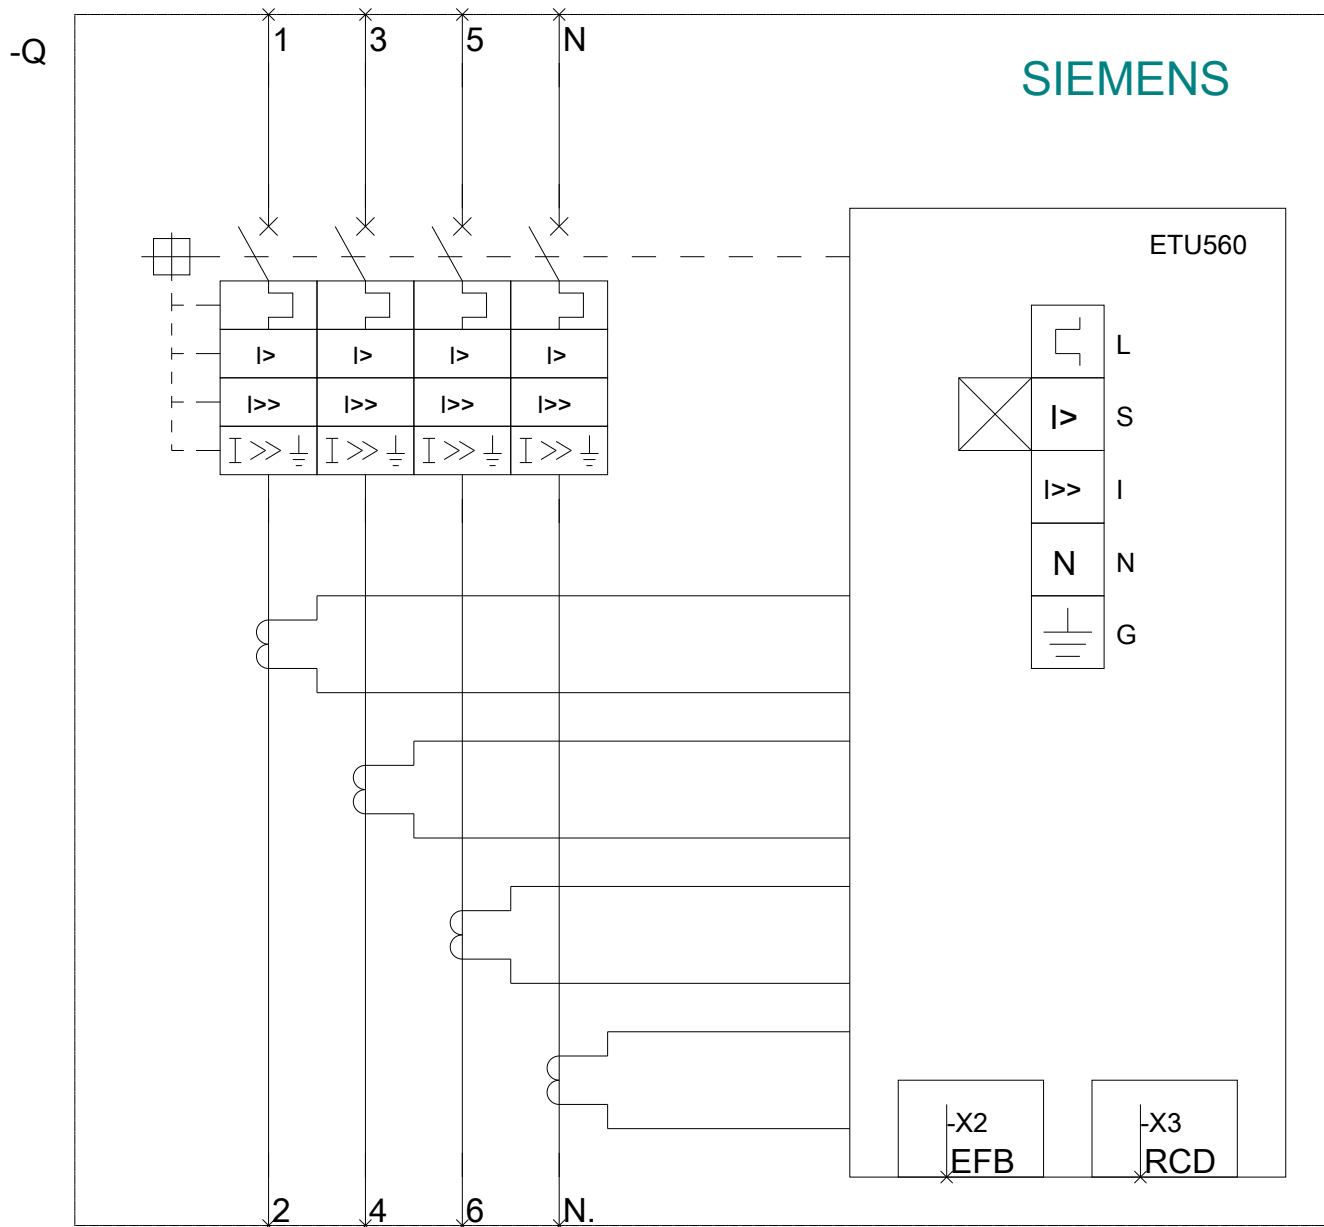 1 3 5 N
-Q
SIEMENS
ETU560
L
I> I> I> I>
I>> I>> I>> I>>
I>> I>> I>> I>>
I> S
I>> I
N N
G
-X2 -X3
EFB RCD
2 4 6 N.